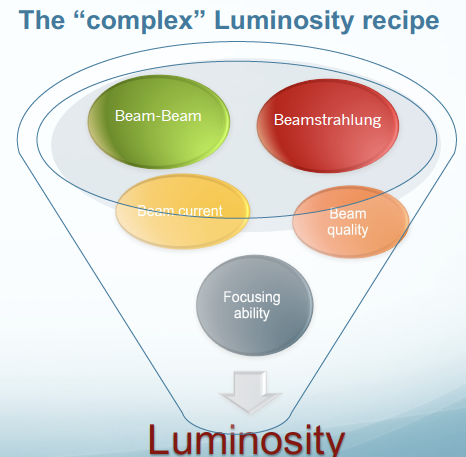 The “complex” Luminosity recipe
Beam-Beam
Beamstrahlung
Beam current
Beam
quality
Focusing
ability
Luminosity